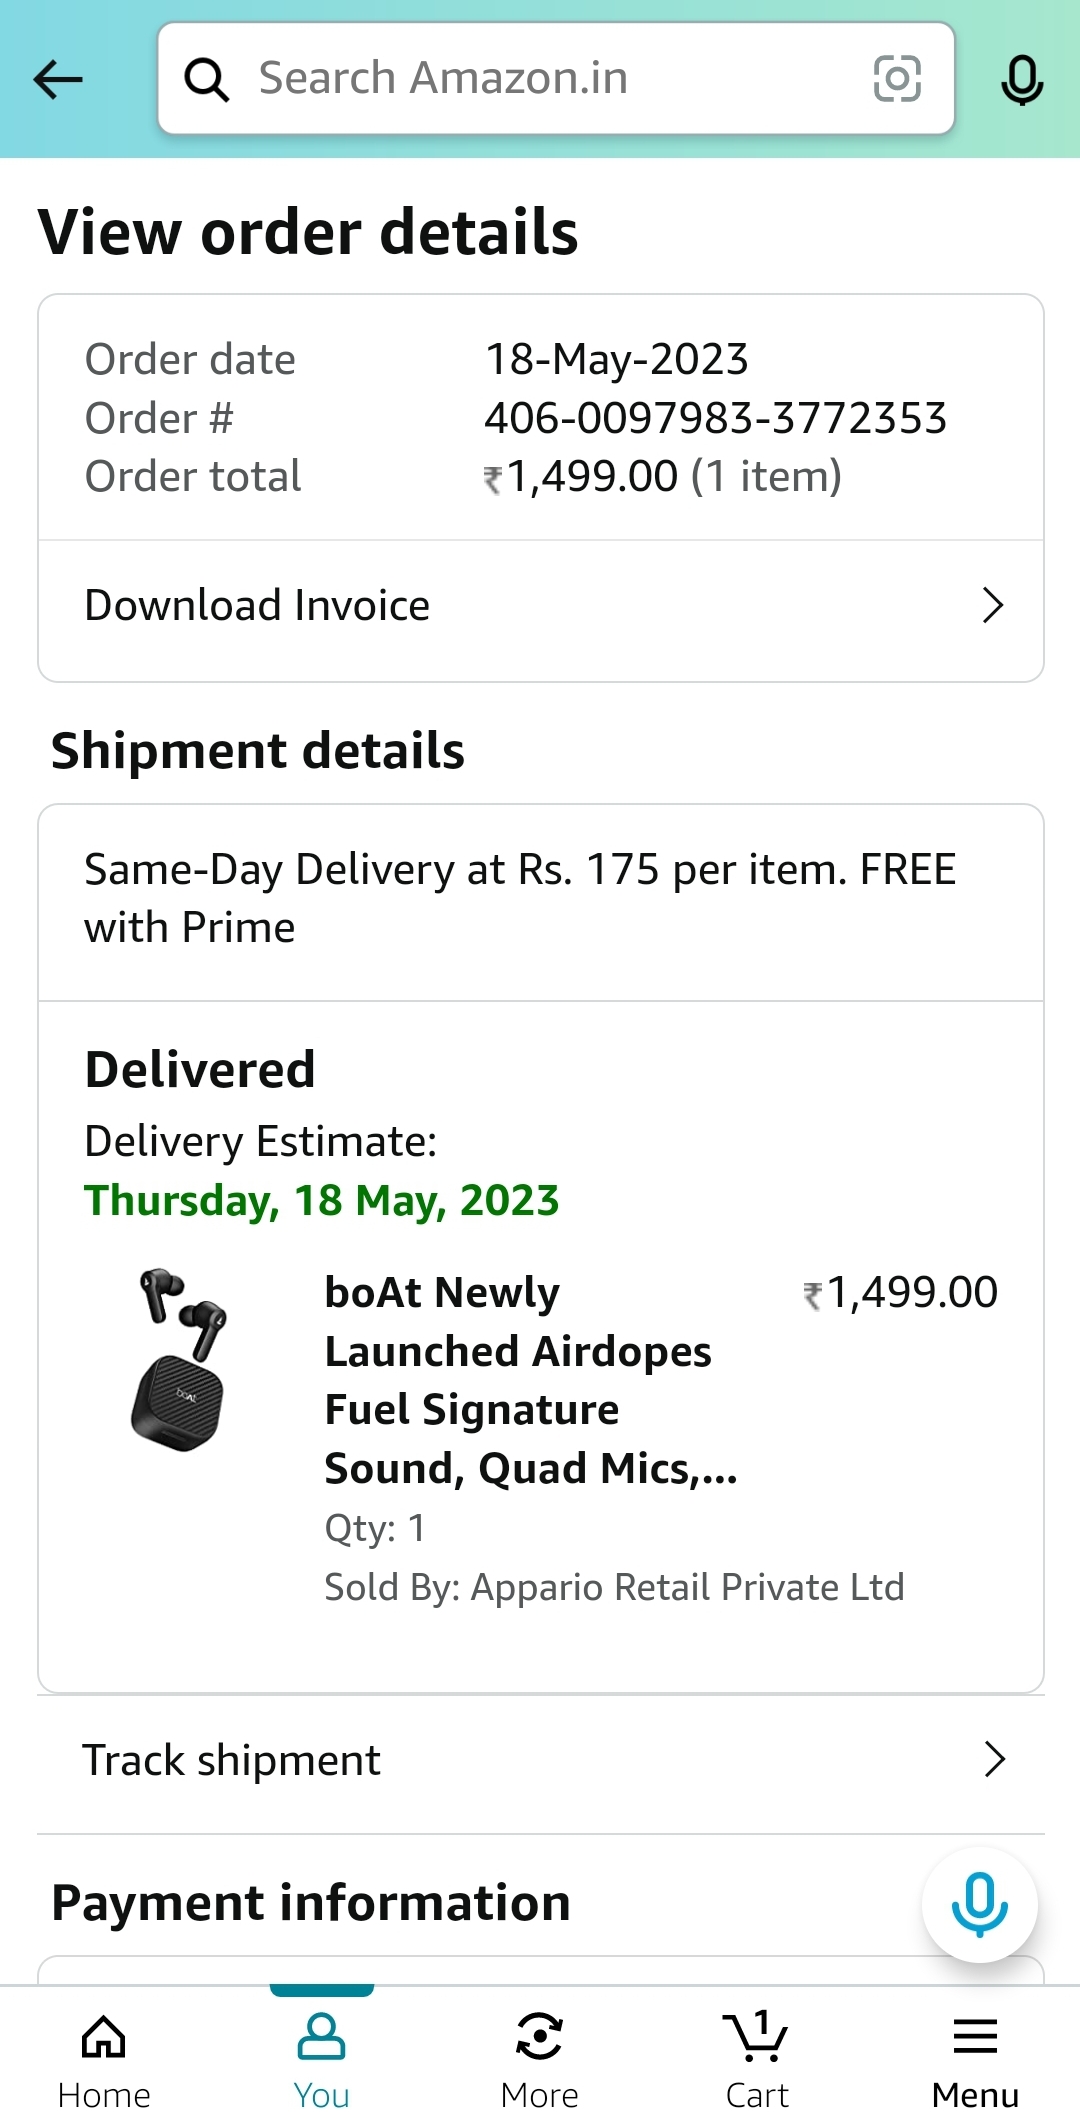 Search Amazon.in
View order details
Order date 18-May-2023
Order # 406-0097983-3772353
Order total ₹1,499.00 (1 item)
Download Invoice
Shipment details
Same-Day Delivery at Rs. 175 per item. FREE
with Prime
Delivered
Delivery Estimate:
Thursday, 18 May, 2023
boAt Newly ₹1,499.00
Launched Airdopes
Fuel Signature
Sound, Quad Mics,...
Qty: 1
Sold By: Appario Retail Private Ltd
boAt
Track shipment
Payment information
1
Home You More Cart Menu